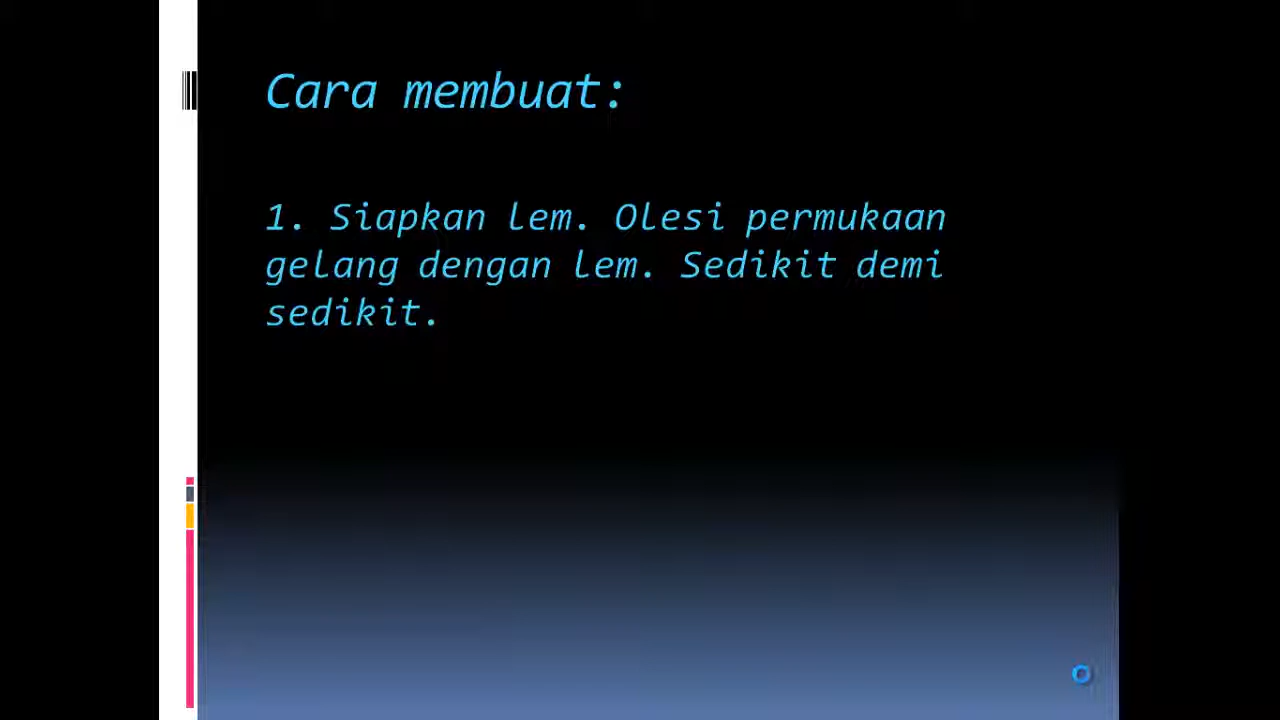 Cara membuat:
1. Siapkan lem. Olesi permukaan
gelang dengan lem. Sedikit demi
sedikit.